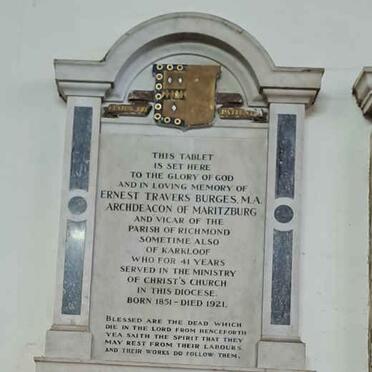 THIS TABLET
IS SET HERE
TO THE GLORY OF GOD
AND IN LOVING MEMORY OF
ERNEST TRAVERS BURGES, M.A.
ARCHDEACON OF MARITZBURG
AND VICAR OF THE
PARISH OF RICHMOND
SOMETIME ALSO
OF KARKLOOF
WHO FOR 41 YEARS
SERVED IN THE MINISTRY
OF CHRIST'S CHURCH
IN THIS DIOCESE.
BORN 1851 – DIED 1921.
BLESSED ARE THE DEAD WHICH
DIE IN THE LORD FROM HENCEFORTH
YEA SAITH THE SPIRIT THAT THEY
MAY REST FROM THEIR LABOURS
AND THEIR WORKS DO FOLLOW THEM.